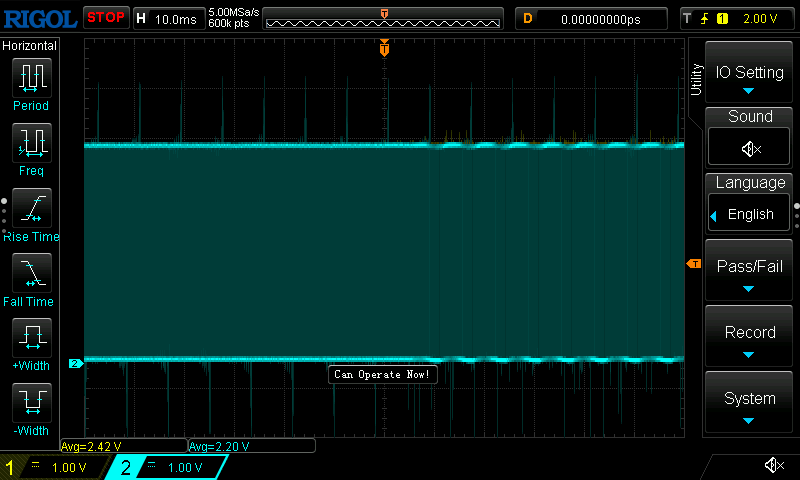 RIGOL STOP H 10.0ms 5.00MSa/s 600k pts T D 0.00000000ps T 1 2.00 V
Horizontal
Period
Freq
Rise Time
Fall Time
+Width
-Width
T
T
2
Can Operate Now!
Utility
IO Setting
Sound
Language
English
Pass/Fail
Record
System
Avg=2.42 V Avg=2.20 V
1 1.00 V 2 1.00 V